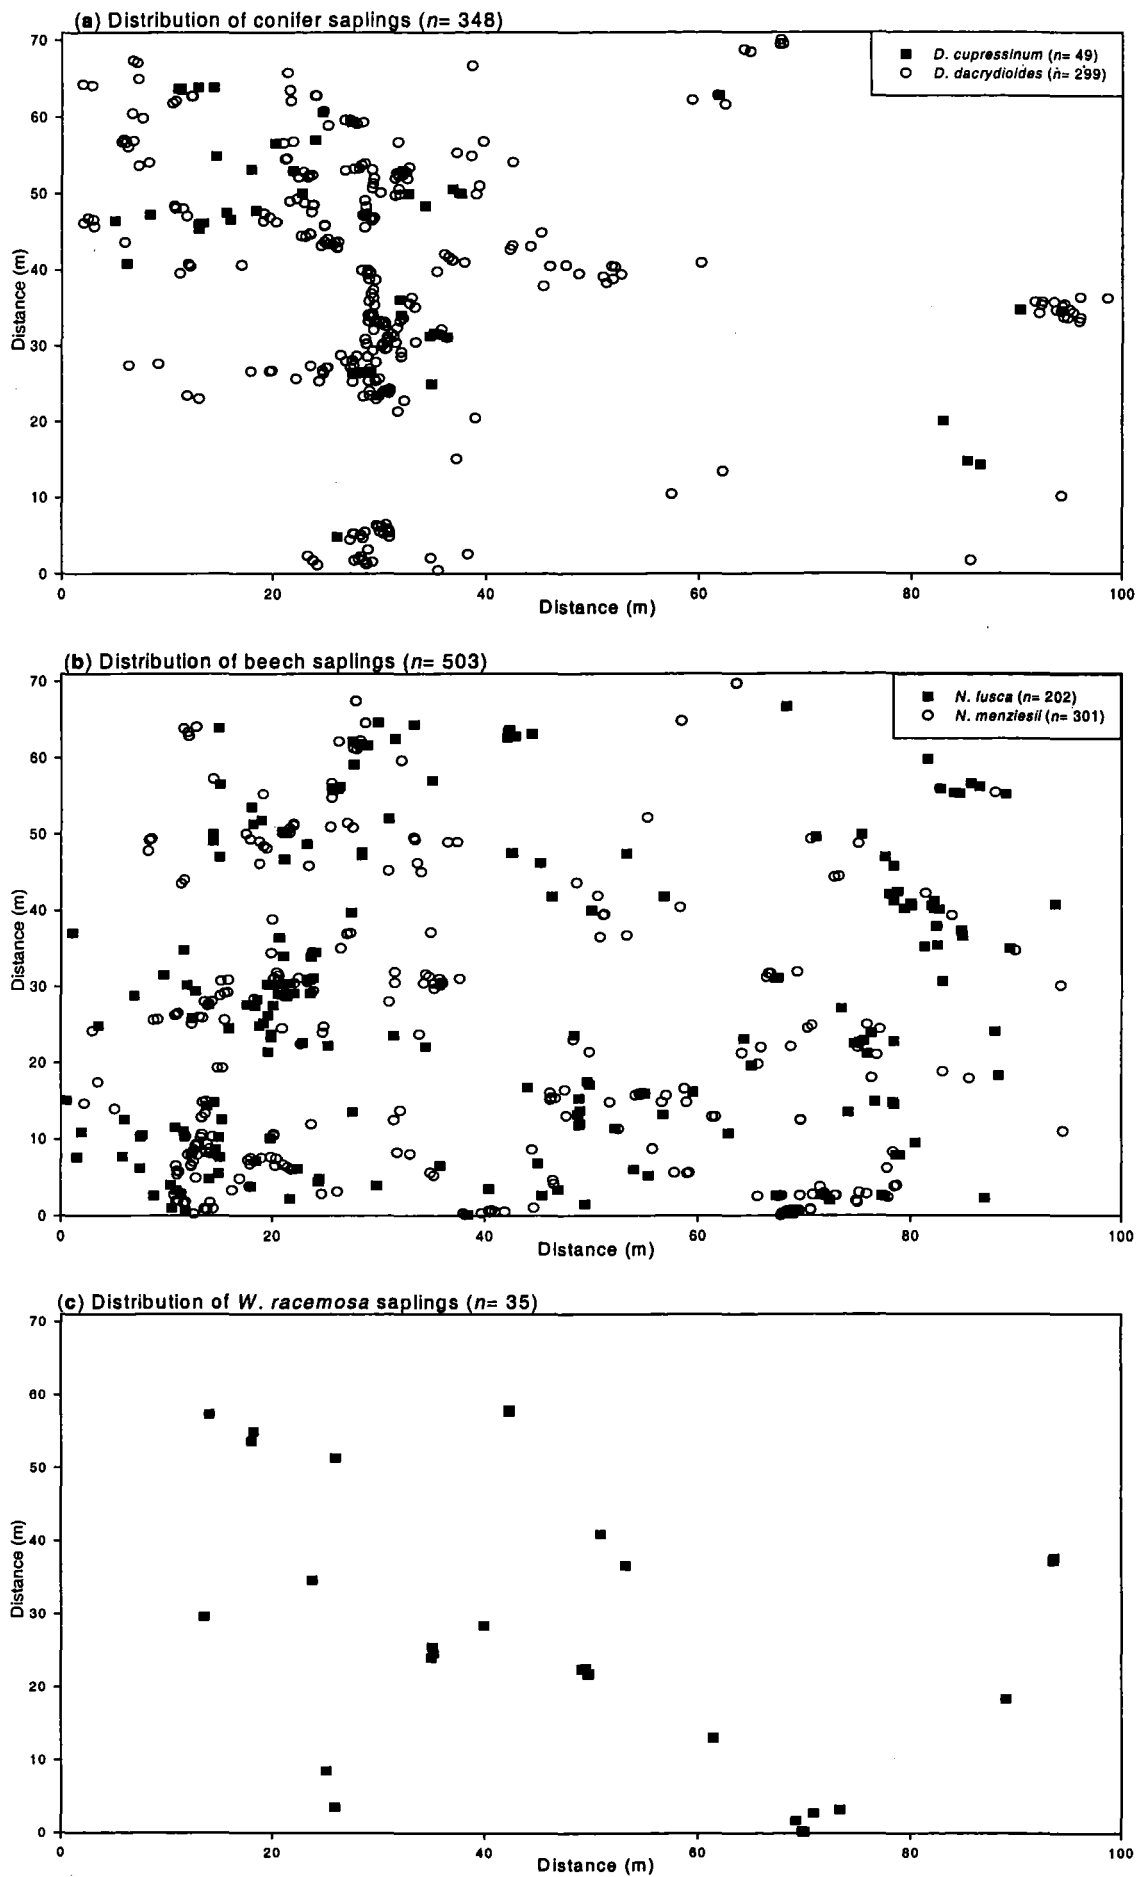 (a) Distribution of conifer saplings (n= 348)
70
60
50
40
30
20
10
0
Distance (m)
D. cupressinum (n= 49)
D. dacrydioides (n= 299)
0 20 40 60 80 100
Distance (m)
(b) Distribution of beech saplings (n= 503)
70
60
50
40
30
20
10
0
Distance (m)
N. fusca (n= 202)
N. menziesii (n= 301)
0 20 40 60 80 100
Distance (m)
(c) Distribution of W. racemosa saplings (n= 35)
70
60
50
40
30
20
10
0
Distance (m)
0 20 40 60 80 100
Distance (m)